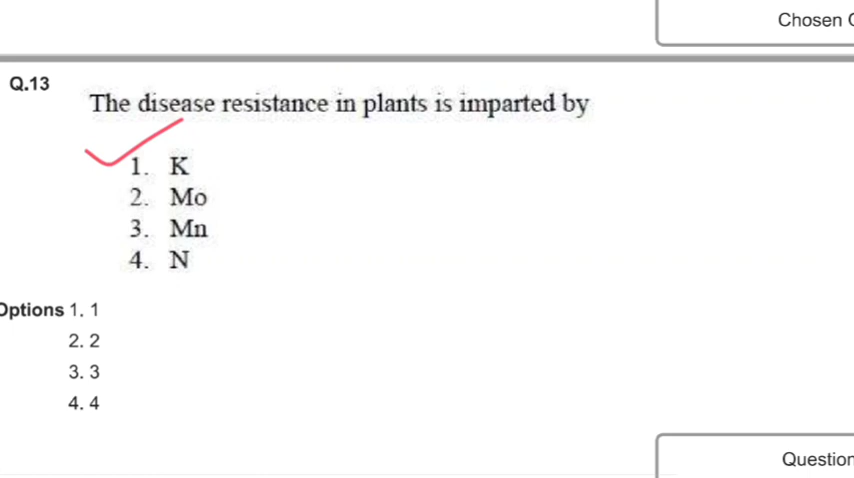 Chosen
Q.13
The disease resistance in plants is imparted by
1. K
2. Mo
3. Mn
4. N
Options 1. 1
2. 2
3. 3
4. 4
Question